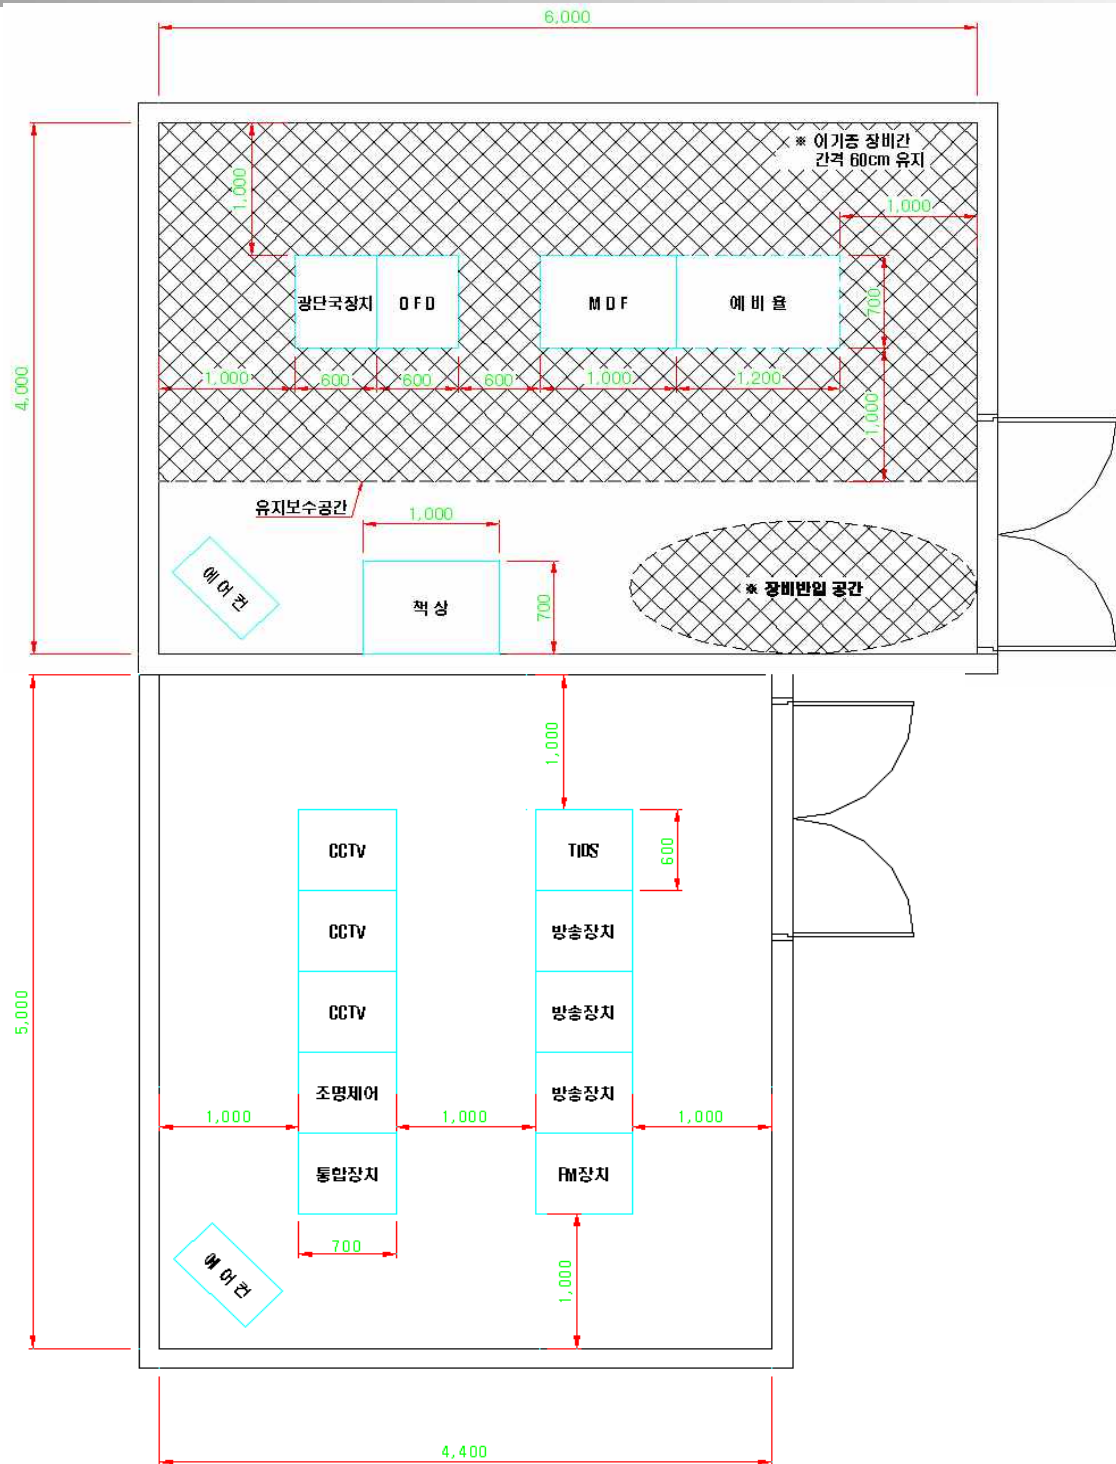 6,000
※ 이기종 장비간
간격 60cm 유지
1,000
1,000
광단국장치
OFD
MDF
예비율
700
4,000
1,000
600
600
600
1,000
1,200
1,000
유지보수공간
1,000
에어컨
책상
700
※ 장비반입 공간
1,000
CCTV
TIDS
600
CCTV
방송장치
CCTV
방송장치
5,000
조명제어
방송장치
1,000
1,000
1,000
통합장치
FM장치
700
에어컨
1,000
4,400